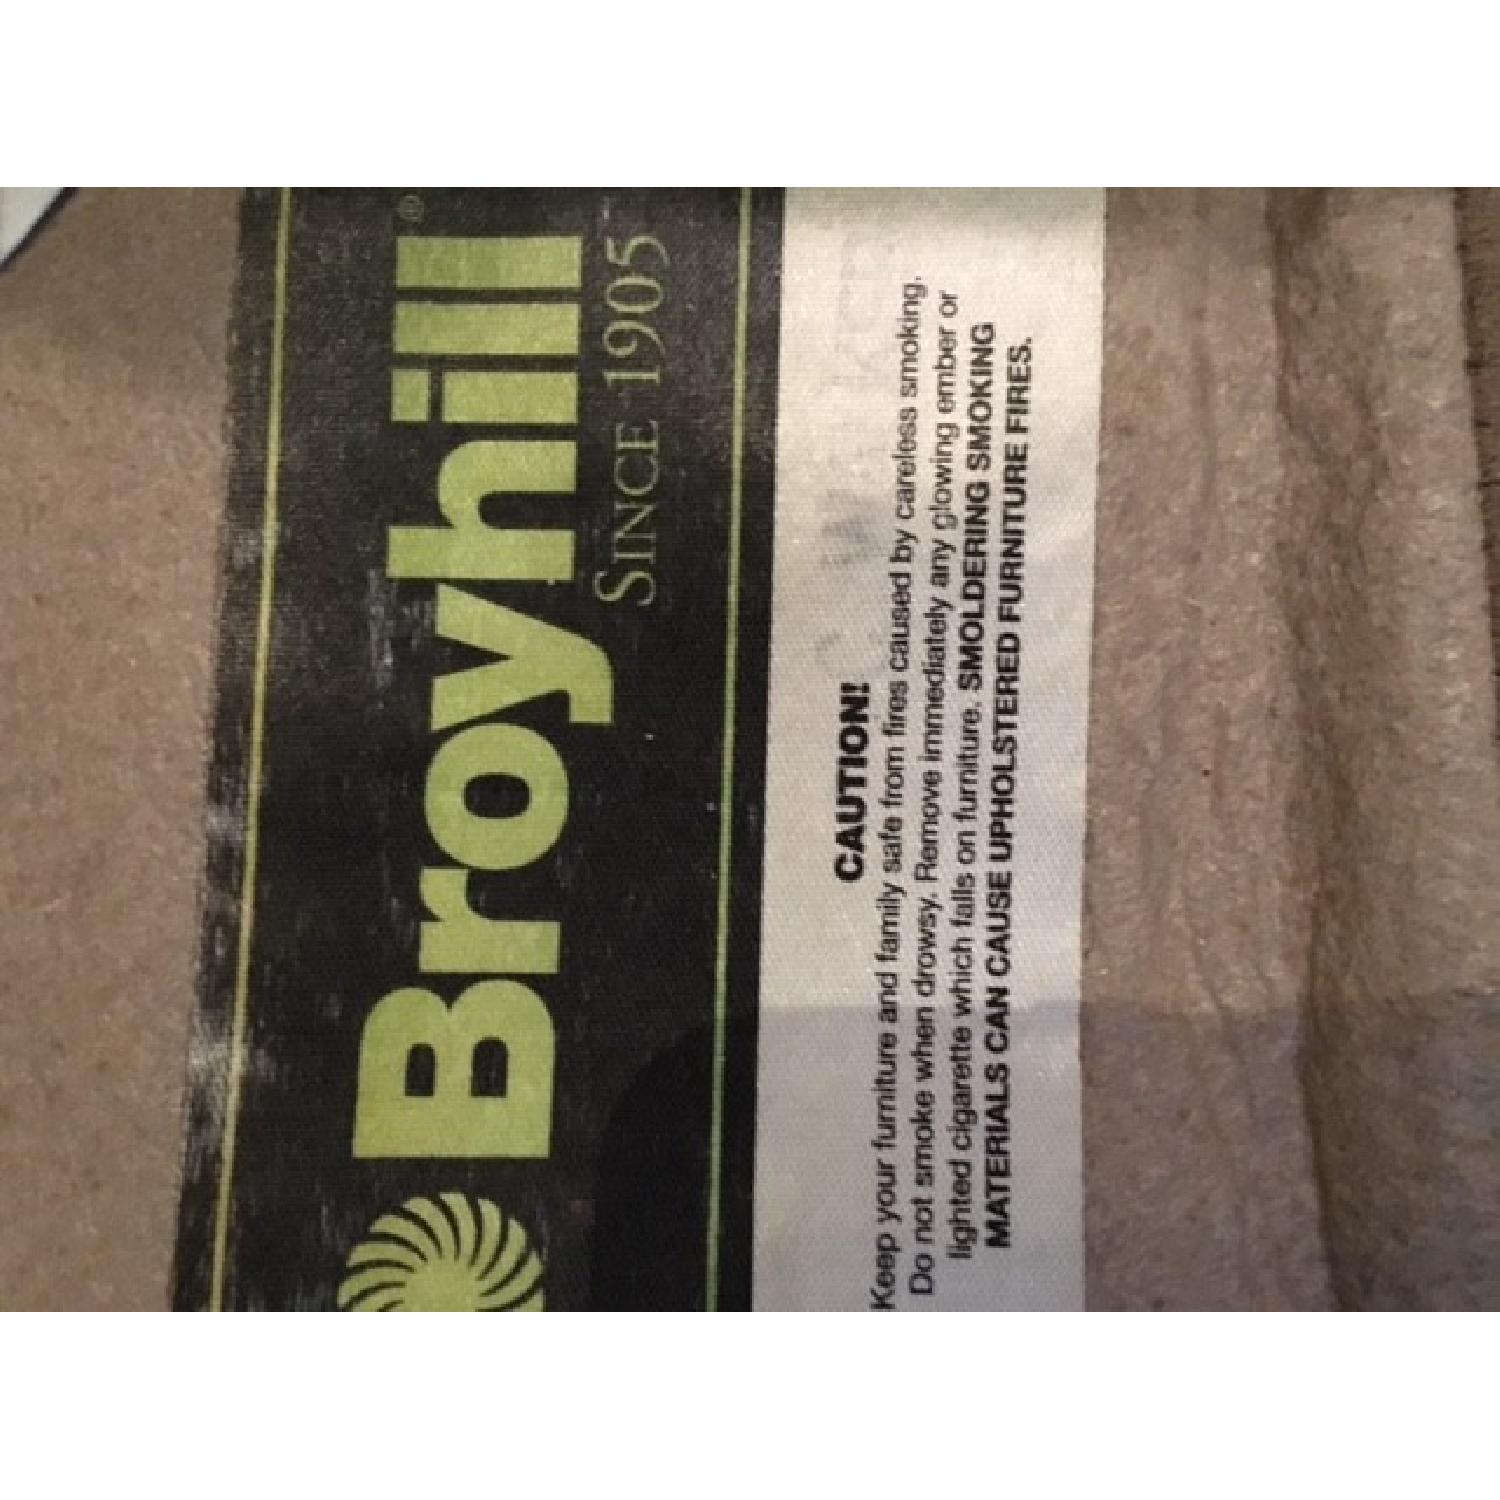 Broyhill®
SINCE 1905
CAUTION!
Keep your furniture and family safe from fires caused by careless smoking.
Do not smoke when drowsy. Remove immediately any glowing ember or
lighted cigarette which falls on furniture. SMOLDERING SMOKING
MATERIALS CAN CAUSE UPHOLSTERED FURNITURE FIRES.